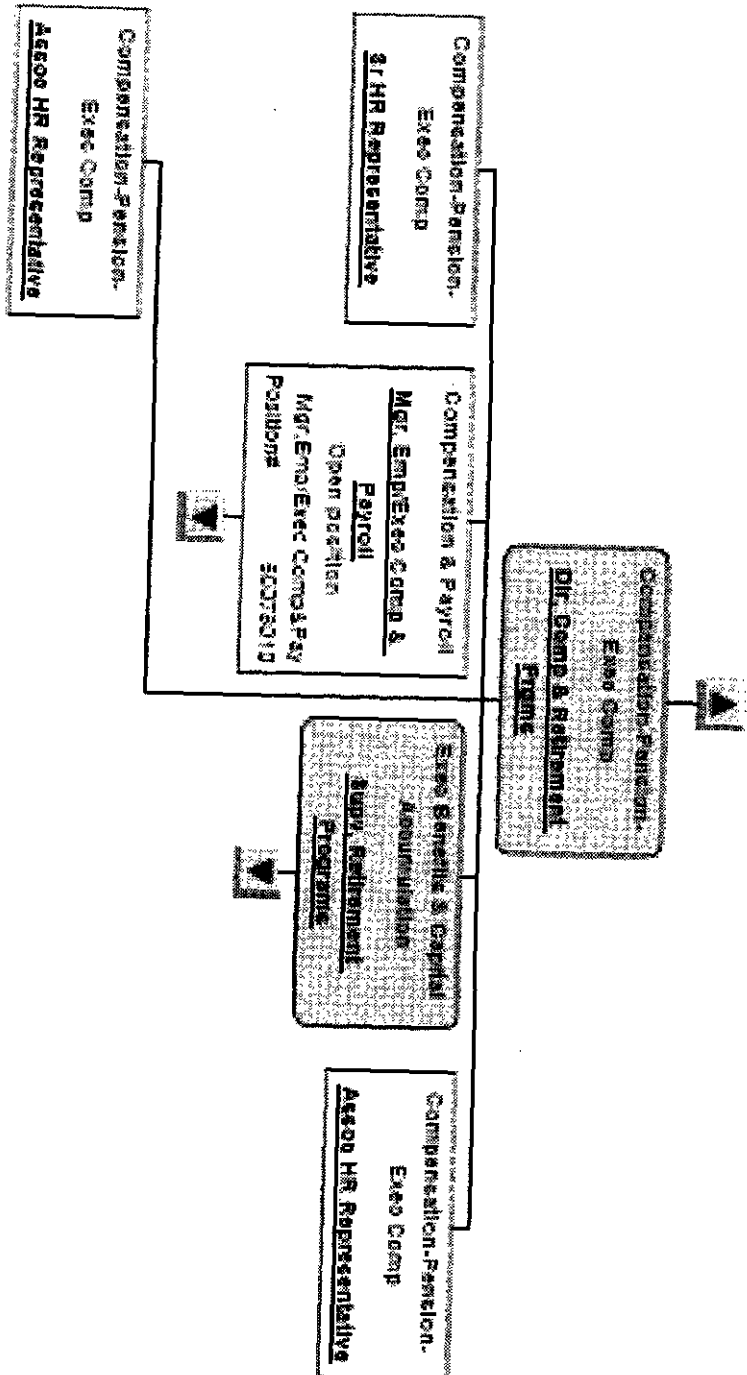 Compensation-Pension-
Exec Comp
Dir, Comp & Retirement
Prgms
Compensation-Pension-
Exec Comp
Sr HR Representative
Compensation & Payroll
Mgr, Emp/Exec Comp &
Payroll
Open position
Mgr,Emp/Exec Comp&Pay
Position#
Exec Benefits & Capital
Accumulation
Supv, Retirement
Programs
Compensation-Pension-
Exec Comp
Assoc HR Representative
Compensation-Pension-
Exec Comp
Assoc HR Representative